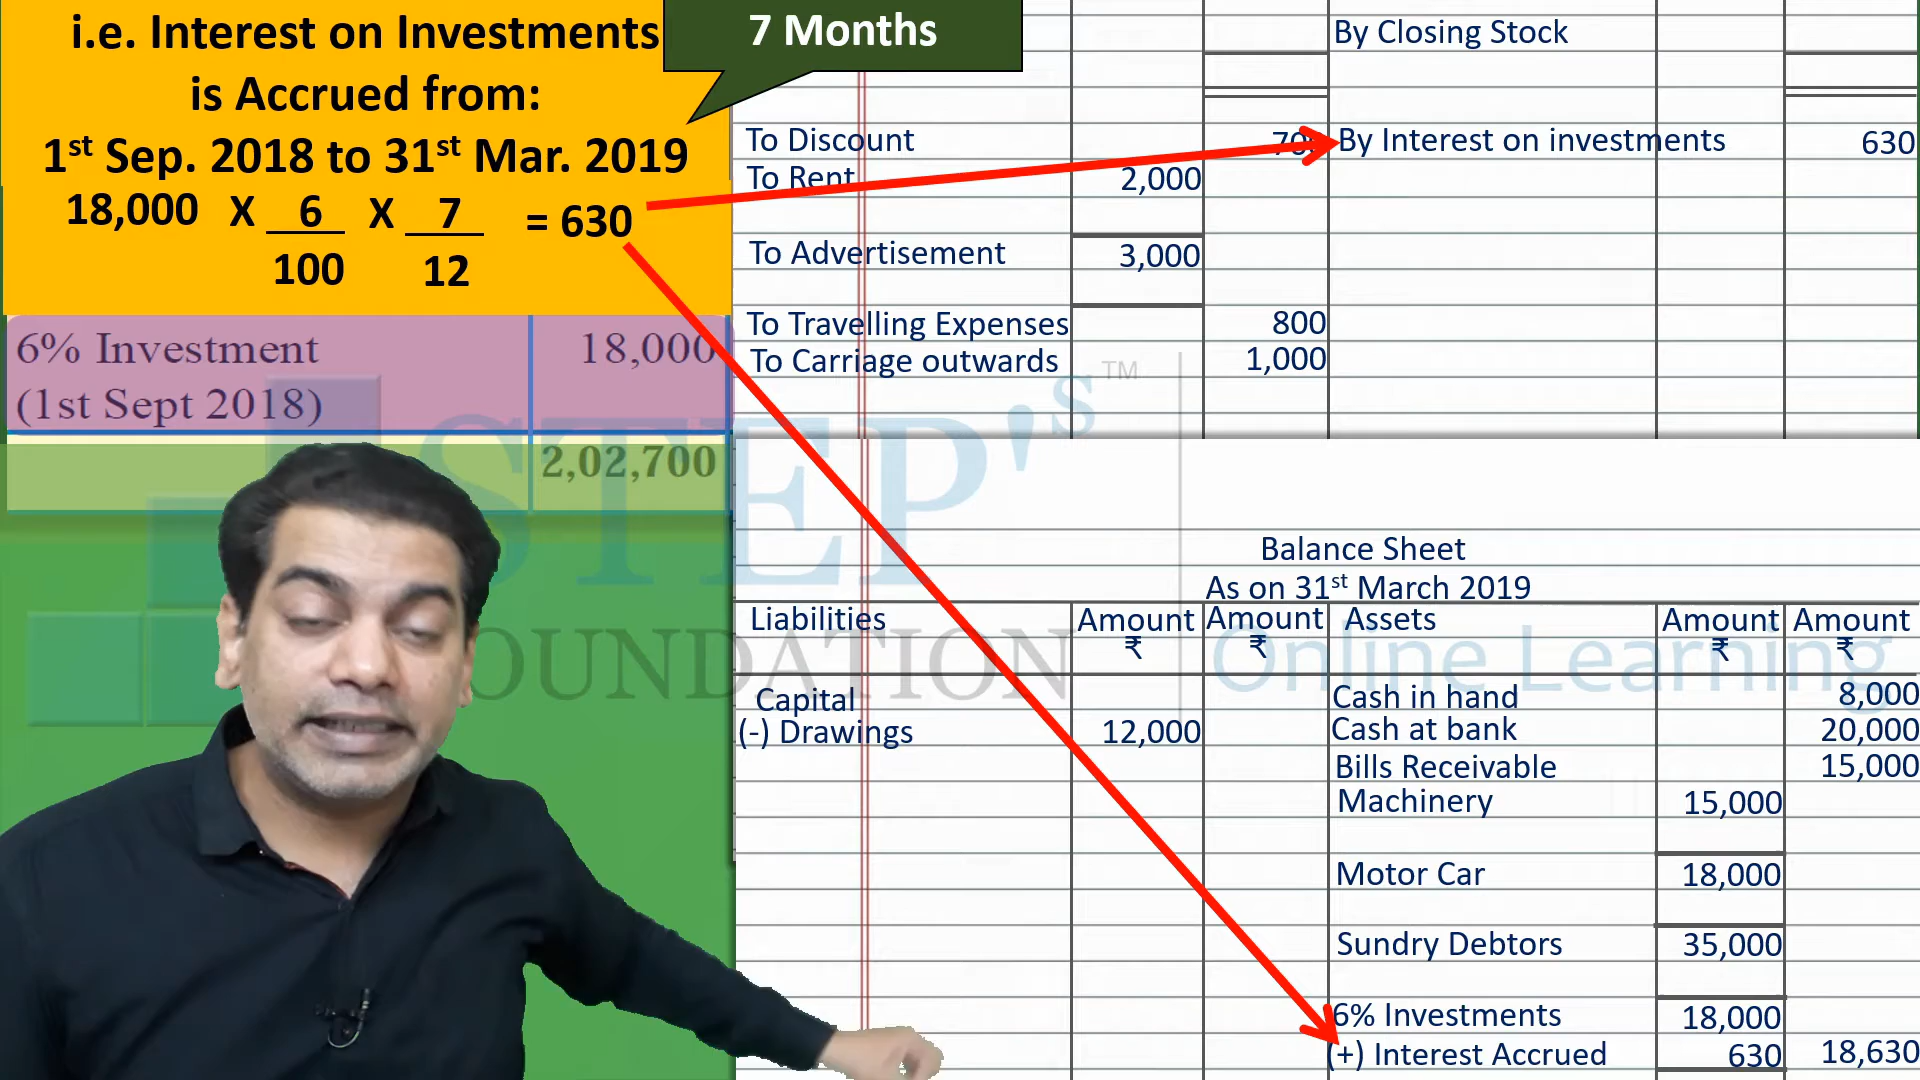 i.e. Interest on Investments
is Accrued from:
1st Sep. 2018 to 31st Mar. 2019
18,000 X 6 X 7 = 630
100 12
7 Months
6% Investment 18,000
(1st Sept 2018)
2,02,700
By Closing Stock
To Discount By Interest on investments 630
To Rent 2,000
To Advertisement 3,000
To Travelling Expenses 800
To Carriage outwards 1,000
STEP's™
FOUNDATION Online Learning
Balance Sheet
As on 31st March 2019
Liabilities Amount Amount Assets Amount Amount
₹ ₹ ₹ ₹
Capital Cash in hand 8,000
(-) Drawings 12,000 Cash at bank 20,000
Bills Receivable 15,000
Machinery 15,000
Motor Car 18,000
Sundry Debtors 35,000
6% Investments 18,000
(+) Interest Accrued 630 18,630